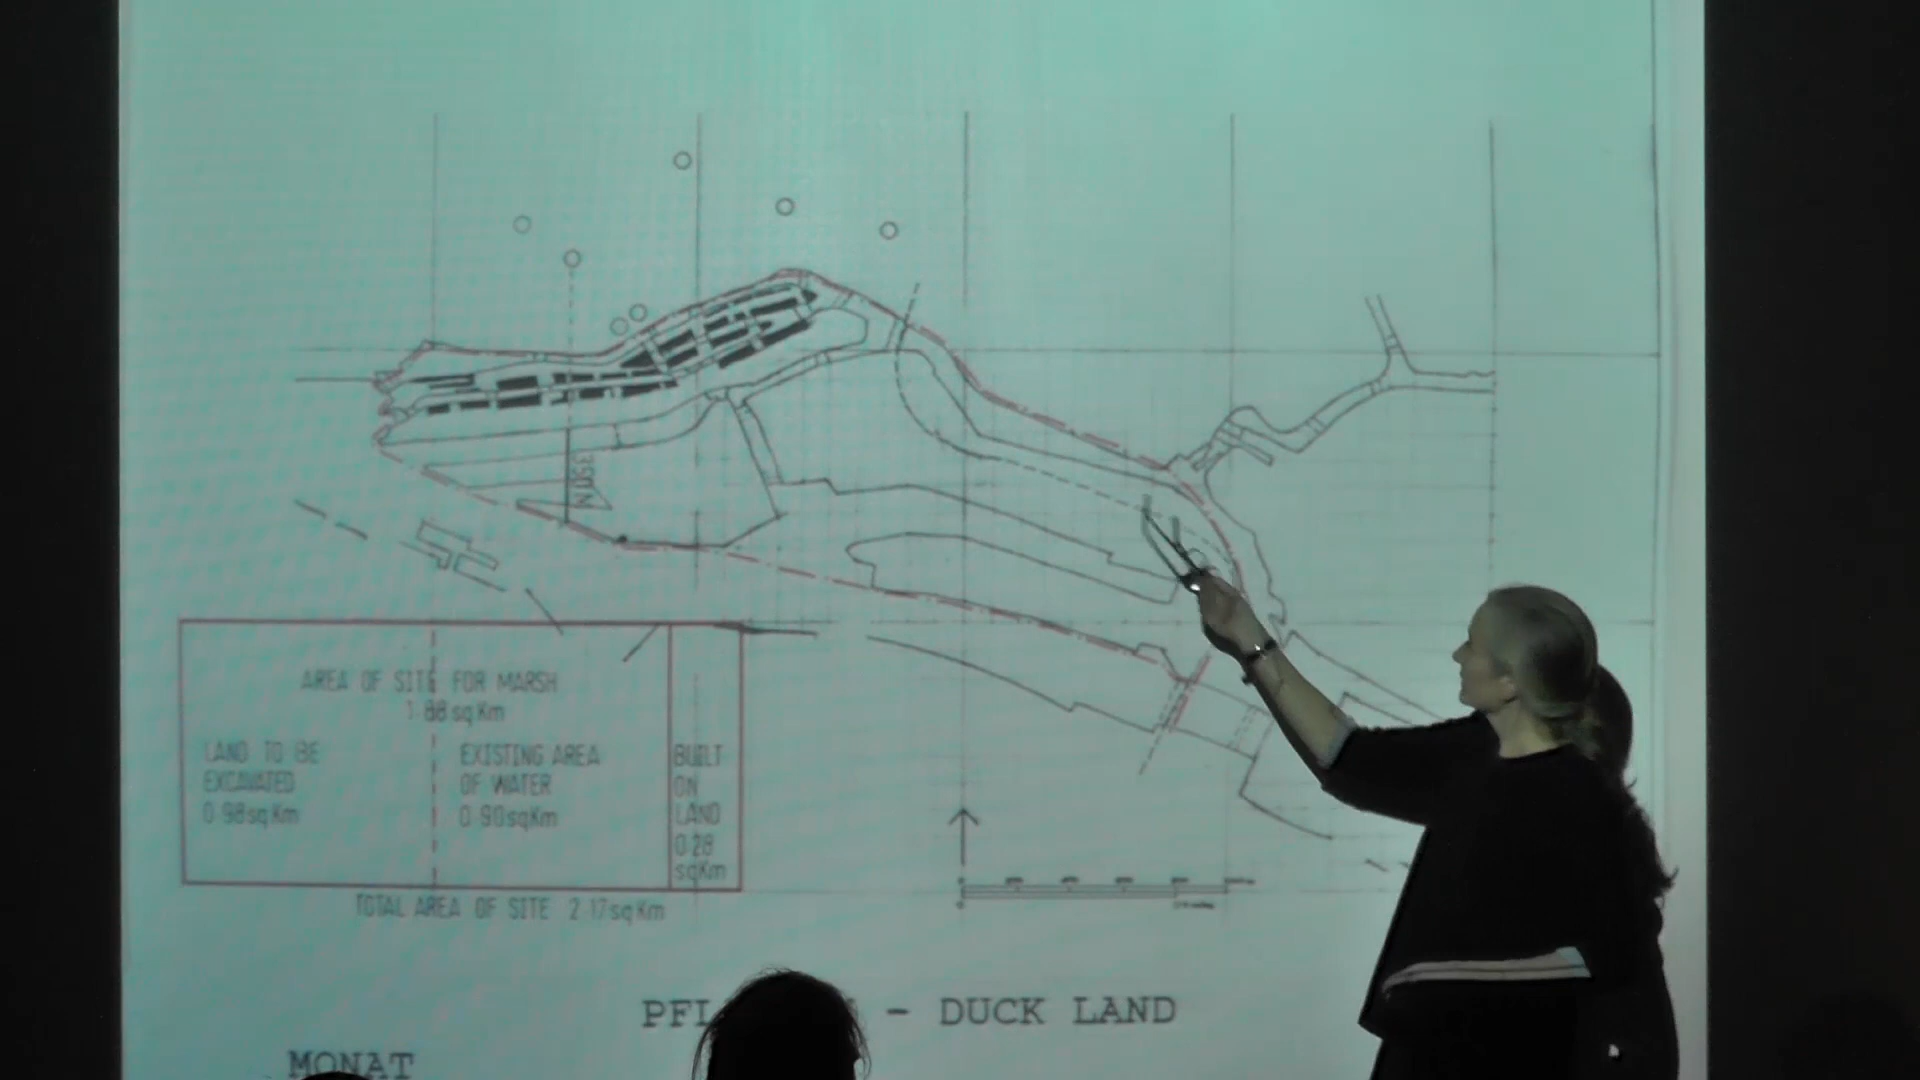 350N
AREA OF SITE FOR MARSH
1·88 sq Km
LAND TO BE
EXCAVATED
0·98 sq Km
EXISTING AREA
OF WATER
0·90 sq Km
BUILT
ON
LAND
0·28
sq Km
TOTAL AREA OF SITE 2·17 sq Km
- DUCK LAND
MONAT